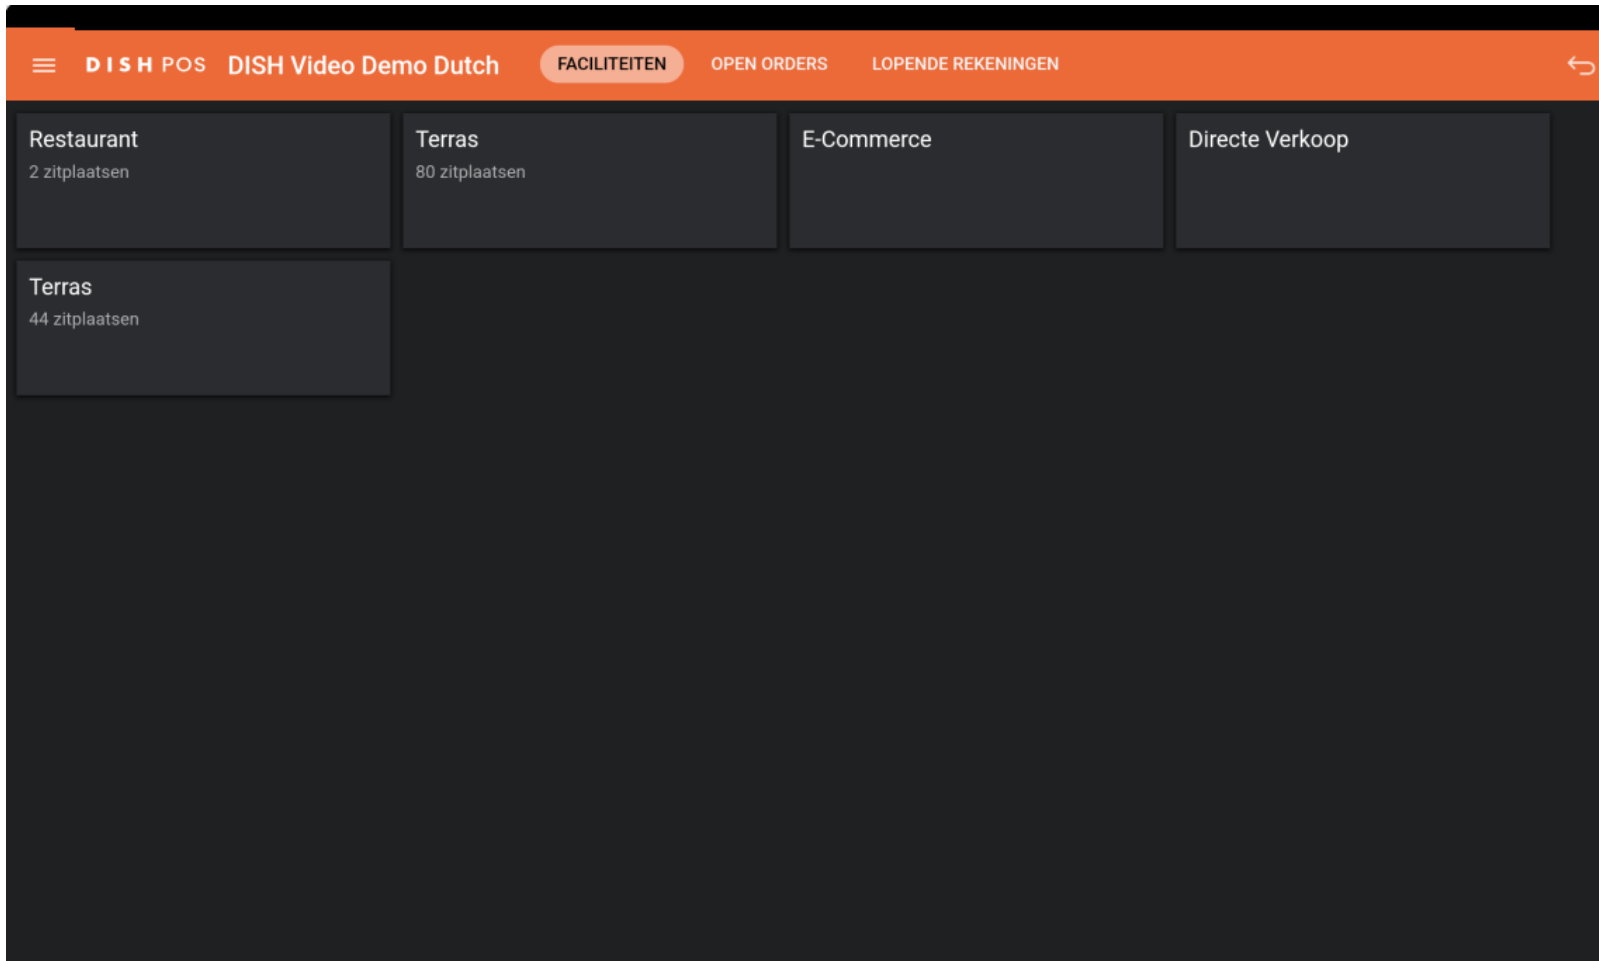 DISH POS DISH Video Demo Dutch FACILITEITEN OPEN ORDERS LOPENDE REKENINGEN
Restaurant
2 zitplaatsen
Terras
80 zitplaatsen
E-Commerce
Directe Verkoop
Terras
44 zitplaatsen